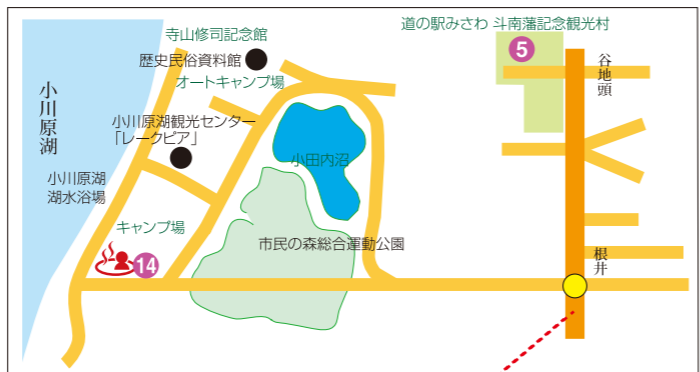 道の駅みさわ 斗南藩記念観光村
5
谷地頭
寺山修司記念館
歴史民俗資料館
オートキャンプ場
小川原湖
小川原湖観光センター
「レークピア」
小田内沼
小川原湖
湖水浴場
キャンプ場
市民の森総合運動公園
14
根井